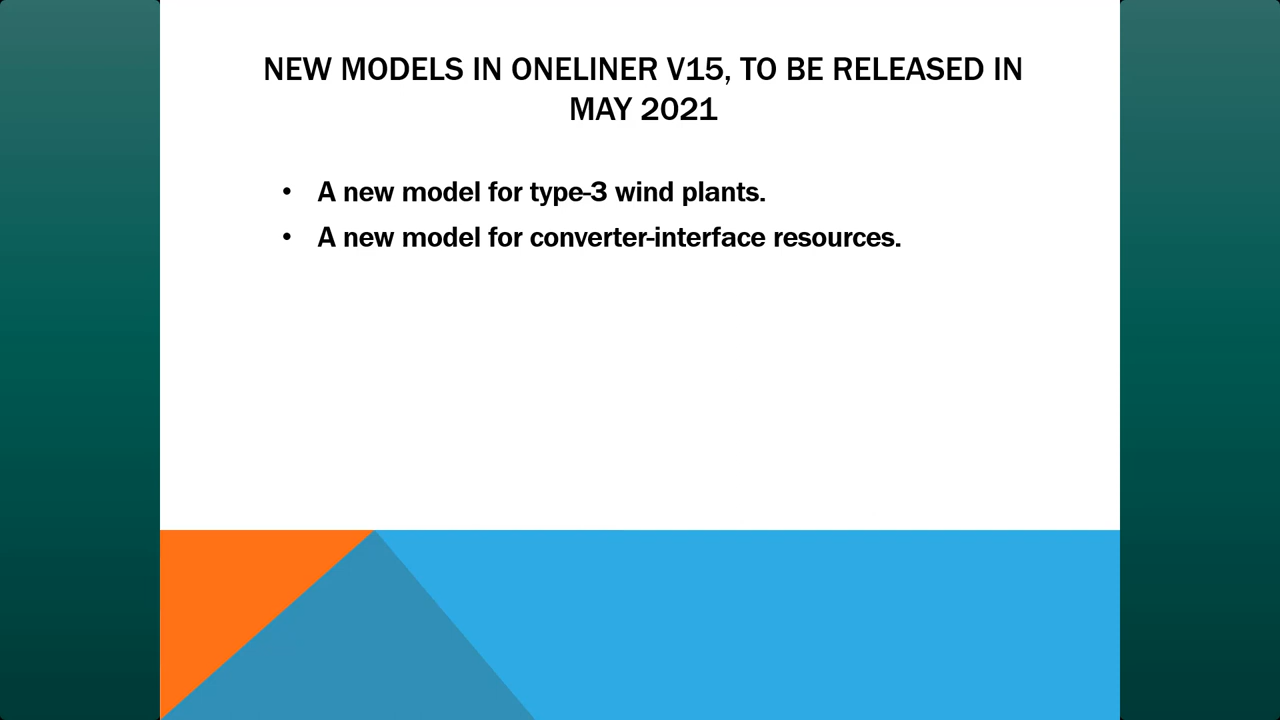 NEW MODELS IN ONELINER V15, TO BE RELEASED IN
MAY 2021
• A new model for type-3 wind plants.
• A new model for converter-interface resources.